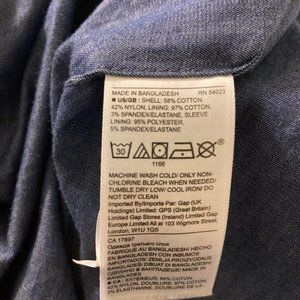 MADE IN BANGLADESH RN 54023
■ US/GB : SHELL: 58% COTTON,
42% NYLON, LINING: 97% COTTON,
3% SPANDEX/ELASTANE, SLEEVE
LINING: 95% POLYESTER,
5% SPANDEX/ELASTANE
30
1166
MACHINE WASH COLD/ ONLY NON-
CHLORINE BLEACH WHEN NEEDED/
TUMBLE DRY LOW/ COOL IRON/ DO
NOT DRY CLEAN
Imported By/Importe Par: Gap (UK
Holdings) Limited: GPS (Great Britain)
Limited Gap Stores (Ireland) Limited: Gap
Europe Limited All at 103 Wigmore Street,
London, W1U 1QS
CA 17897
FABRIQUE AU BANGLADESH/ HECHO
EN BANGLADESH CON INSUMOS